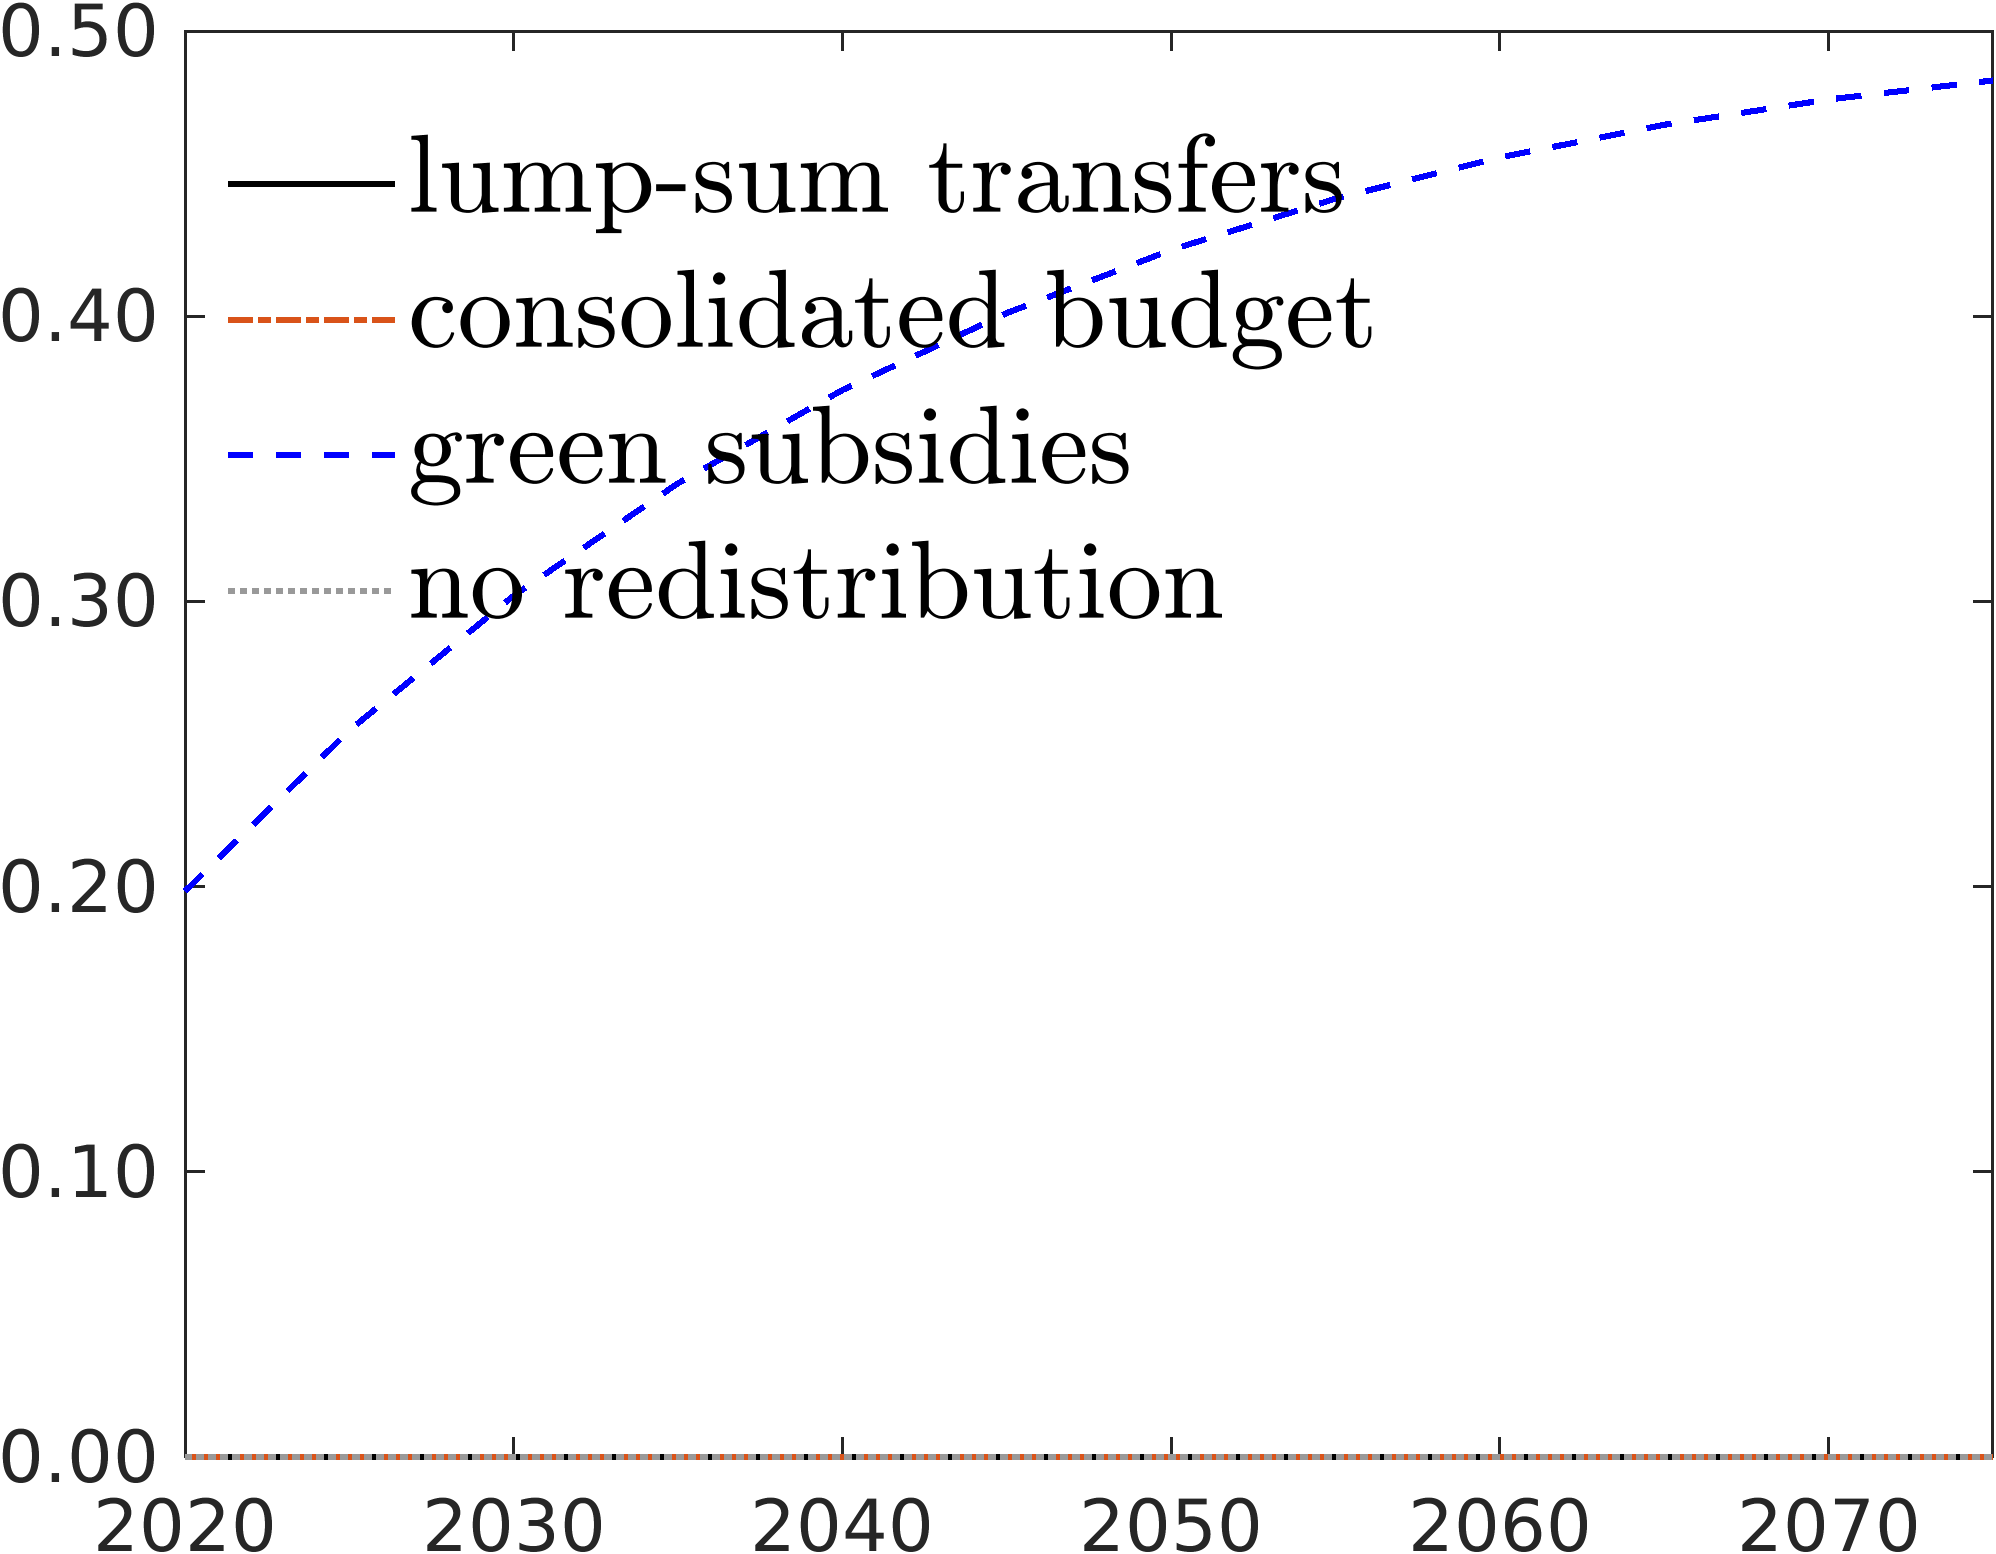 0.50
lump-sum transfers
0.40
consolidated budget
green subsidies
0.30
no redistribution
0.20
0.10
0.00
2020 2030 2040 2050 2060 2070